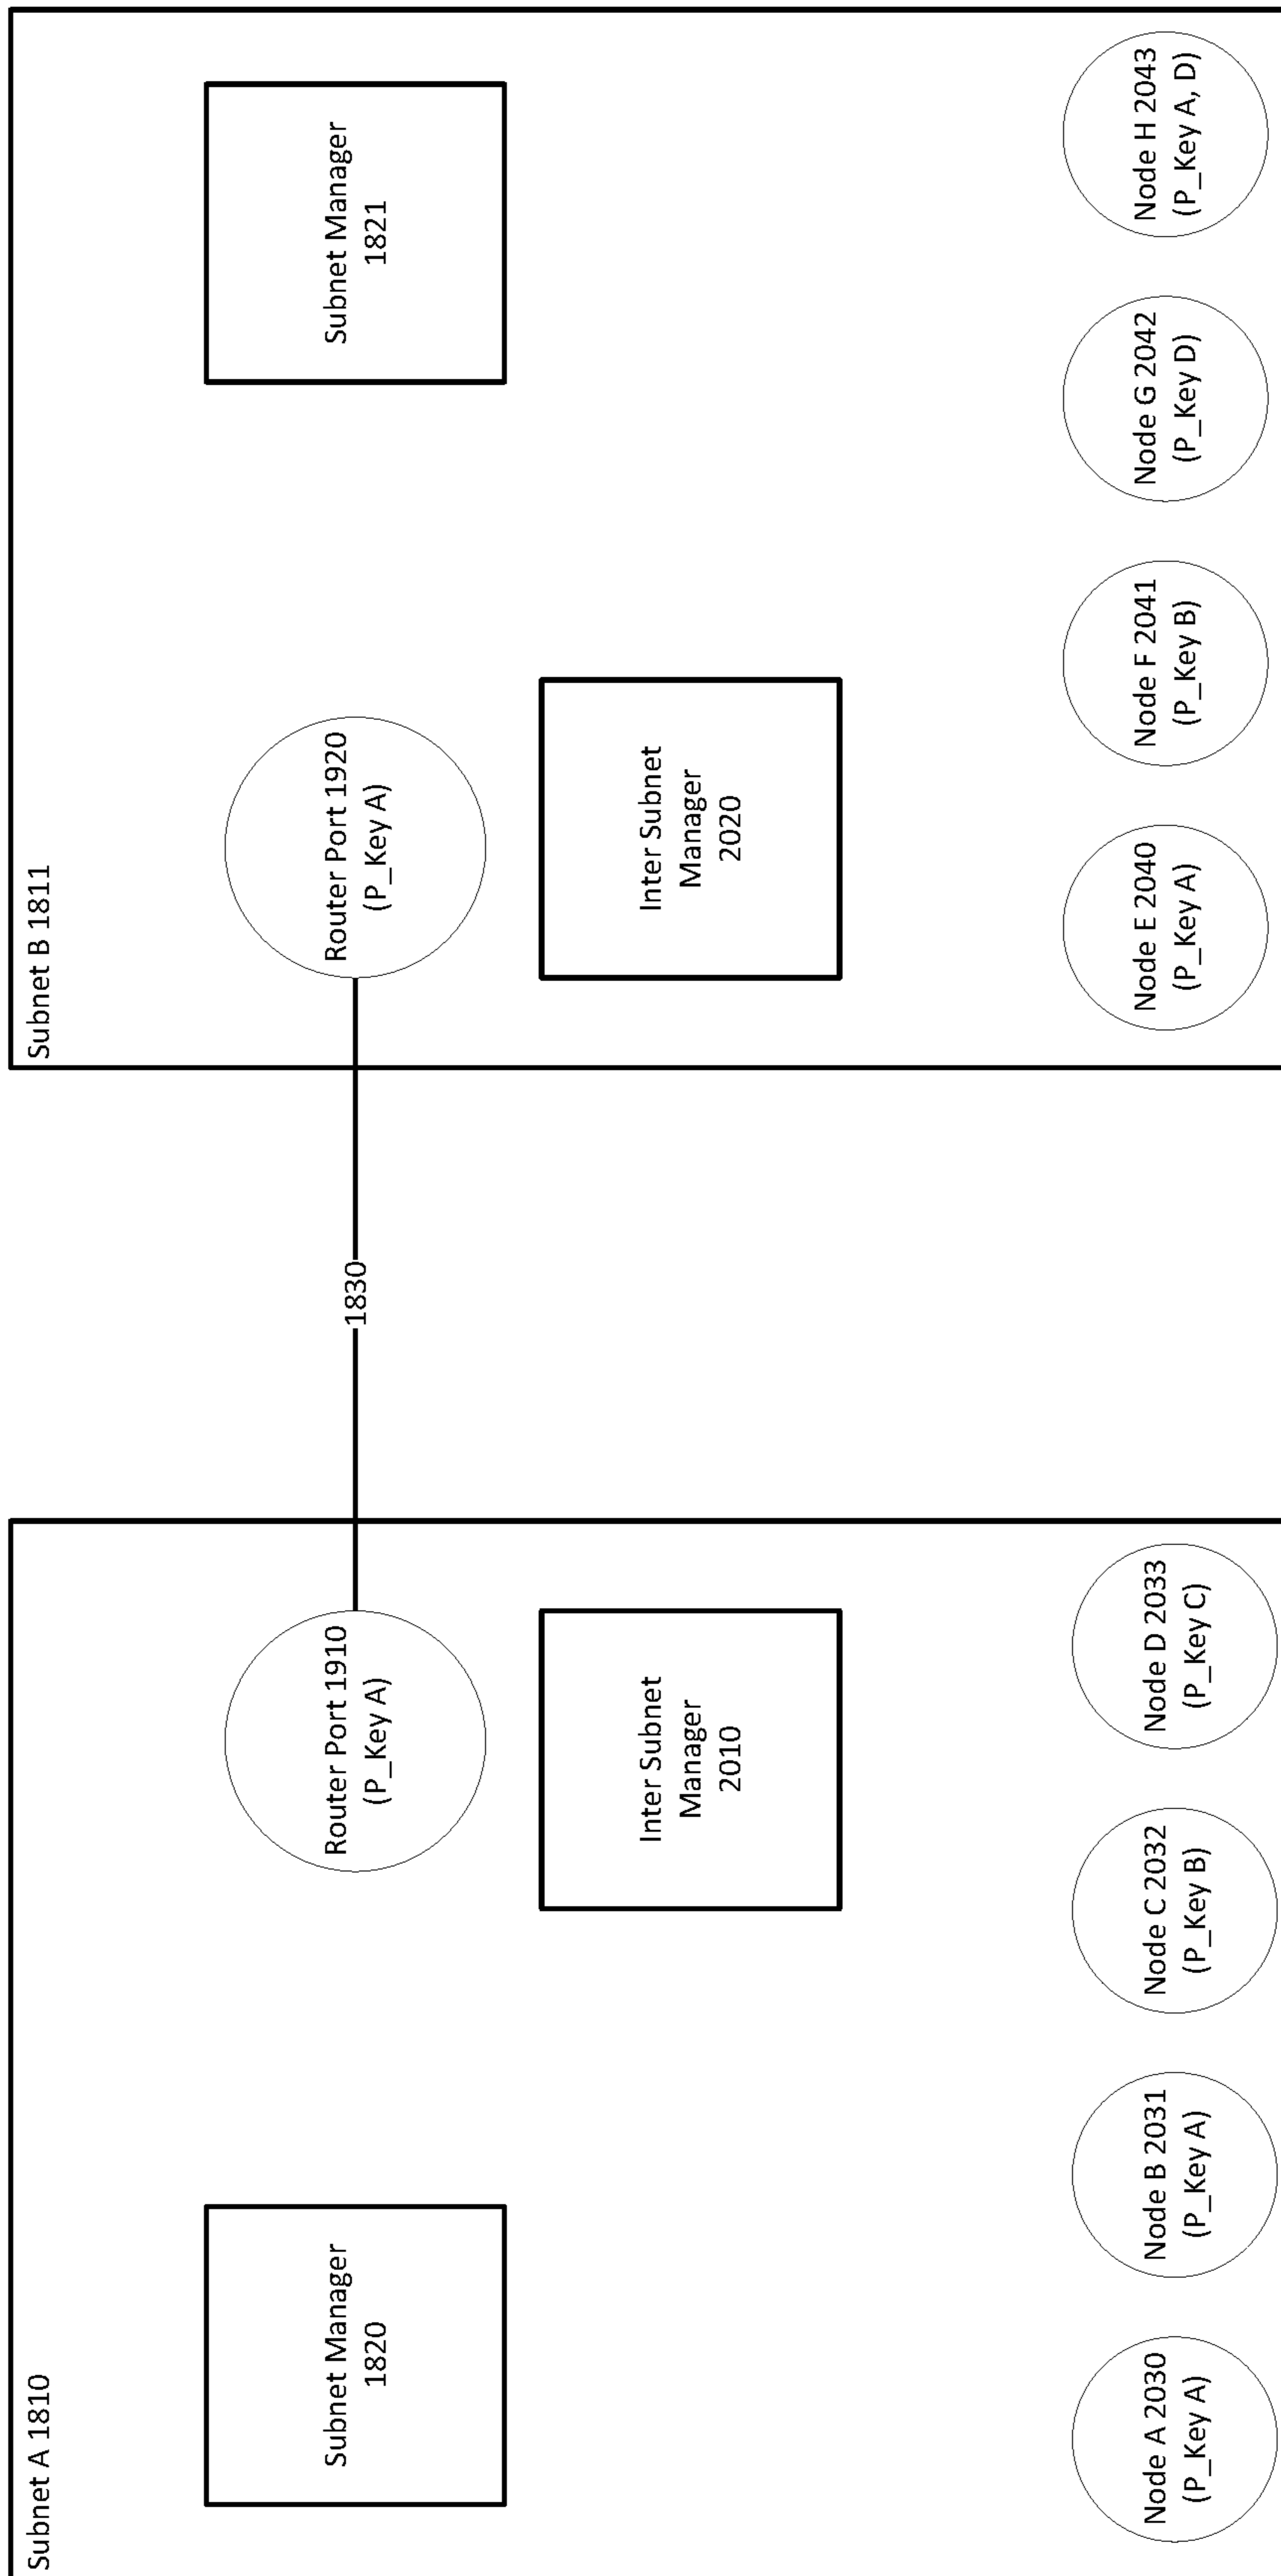 Subnet A 1810
Subnet Manager
1820
Router Port 1910
(P_Key A)
Inter Subnet
Manager
2010
Node A 2030
(P_Key A)
Node B 2031
(P_Key A)
Node C 2032
(P_Key B)
Node D 2033
(P_Key C)
1830
Subnet B 1811
Router Port 1920
(P_Key A)
Subnet Manager
1821
Inter Subnet
Manager
2020
Node E 2040
(P_Key A)
Node F 2041
(P_Key B)
Node G 2042
(P_Key D)
Node H 2043
(P_Key A, D)